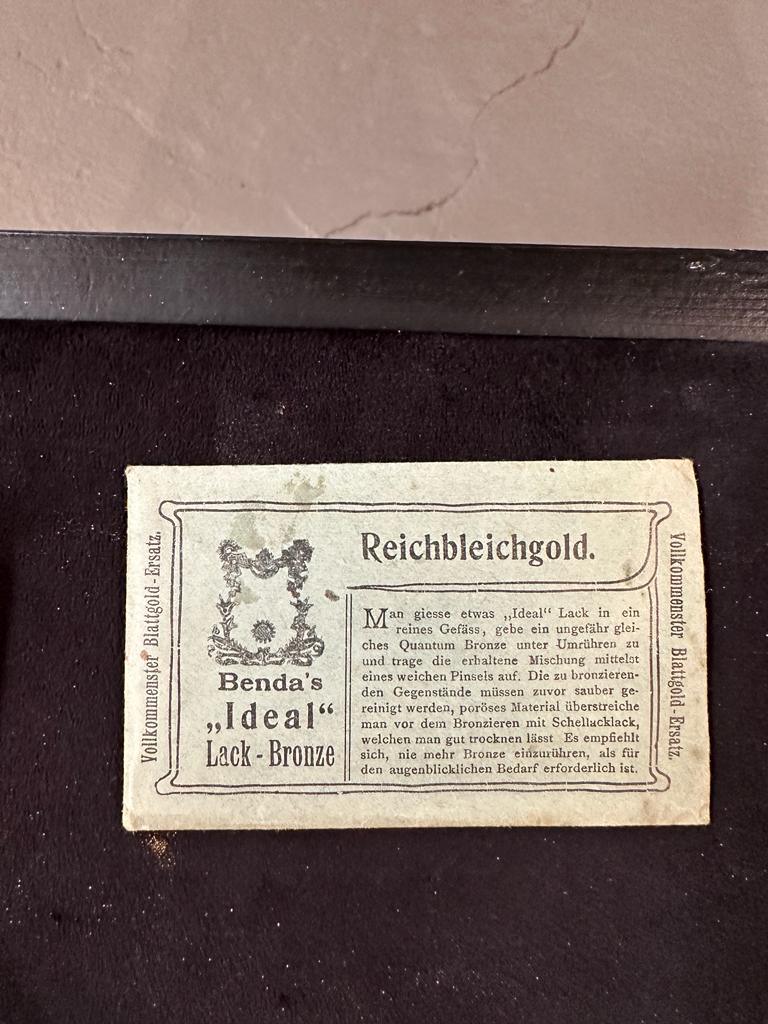 Vollkommenster Blattgold-Ersatz.
Benda's
„Ideal“
Lack-Bronze
Reichbleichgold.
Man giesse etwas „Ideal“ Lack in ein
reines Gefäss, gebe ein ungefähr glei-
ches Quantum Bronze unter Umrühren zu
und trage die erhaltene Mischung mittelst
eines weichen Pinsels auf. Die zu bronzieren-
den Gegenstände müssen zuvor sauber ge-
reinigt werden, poröses Material überstreiche
man vor dem Bronzieren mit Schellacklack,
welchen man gut trocknen lässt Es empfiehlt
sich, nie mehr Bronze einzurühren, als für
den augenblicklichen Bedarf erforderlich ist.
Vollkommenster Blattgold-Ersatz.